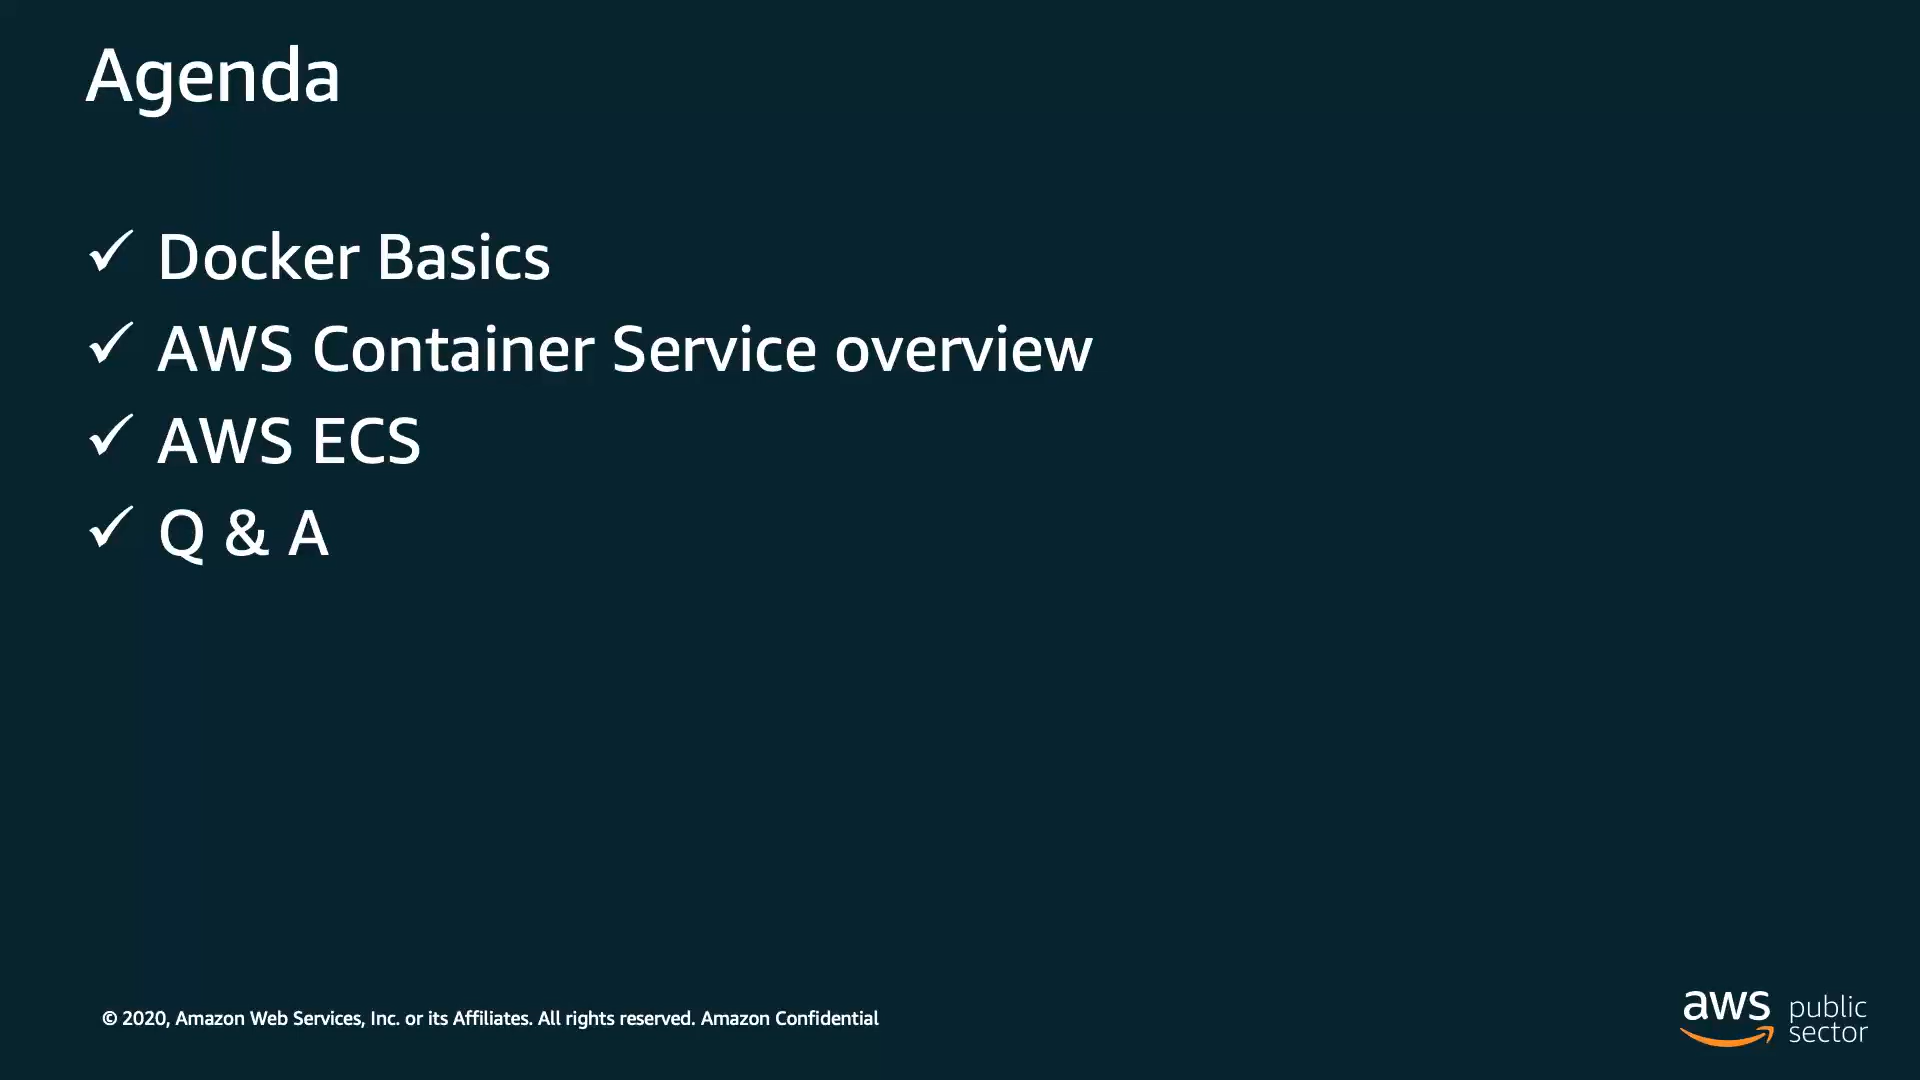 Agenda
✓ Docker Basics
✓ AWS Container Service overview
✓ AWS ECS
✓ Q & A
© 2020, Amazon Web Services, Inc. or its Affiliates. All rights reserved. Amazon Confidential
aws public
sector